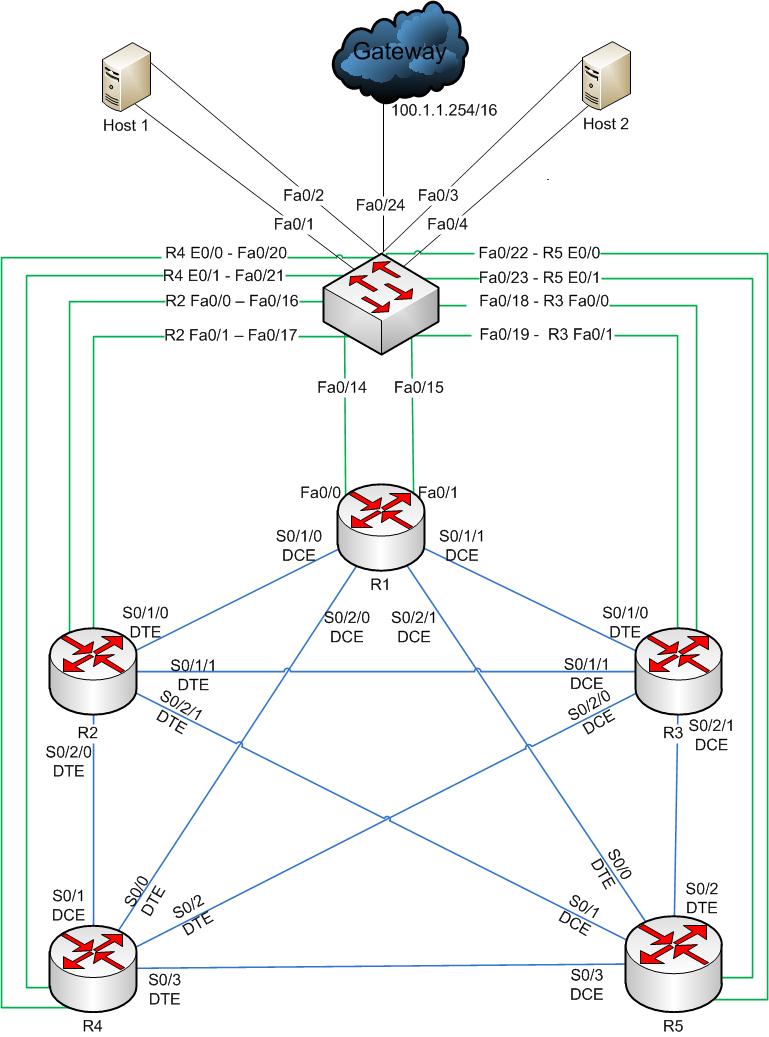 Gateway
100.1.1.254/16
Host 1
Host 2
Fa0/2
Fa0/3
Fa0/24
Fa0/1
Fa0/4
R4 E0/0 - Fa0/20
Fa0/22 - R5 E0/0
R4 E0/1 - Fa0/21
Fa0/23 - R5 E0/1
R2 Fa0/0 – Fa0/16
Fa0/18 - R3 Fa0/0
R2 Fa0/1 – Fa0/17
Fa0/19 - R3 Fa0/1
Fa0/14
Fa0/15
Fa0/0
Fa0/1
S0/1/0
DCE
S0/1/1
DCE
R1
S0/2/0
DCE
S0/2/1
DCE
S0/1/0
DTE
S0/1/0
DTE
S0/1/1
DTE
S0/1/1
DCE
S0/2/1
DTE
S0/2/0
DCE
R2
R3
S0/2/1
DCE
S0/2/0
DTE
S0/0
DTE
S0/0
DTE
S0/1
DCE
S0/2
DTE
S0/1
DCE
S0/2
DTE
S0/3
DTE
S0/3
DCE
R4
R5